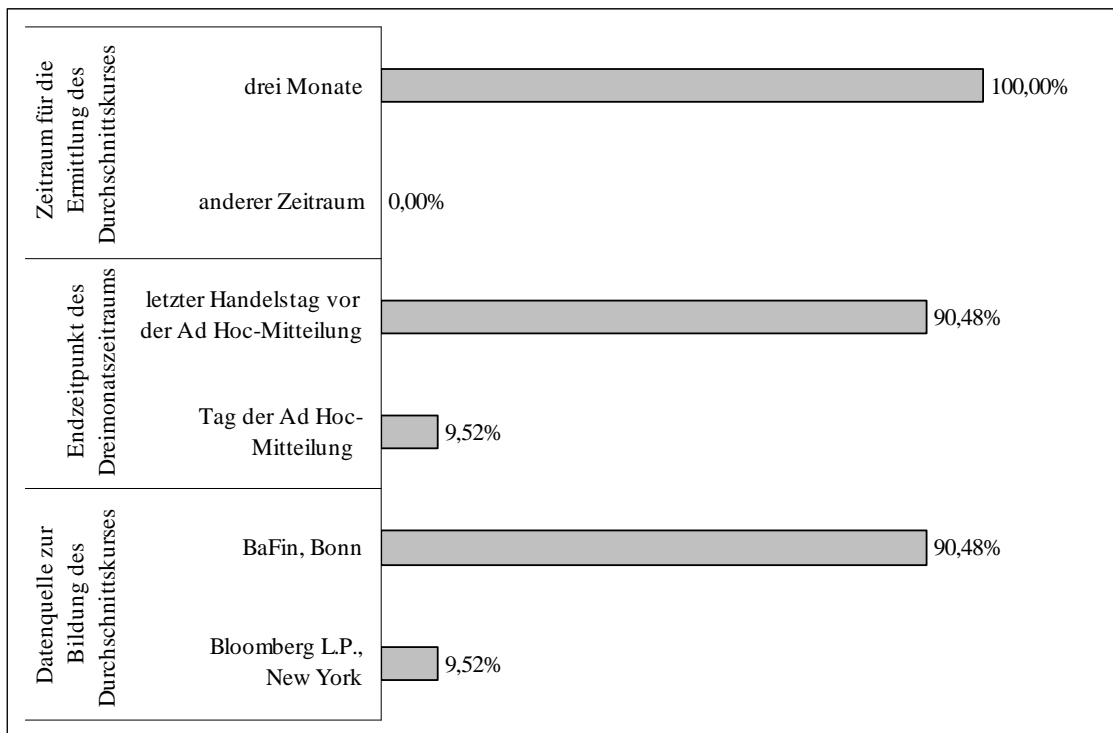 Zeitraum für die
Ermittlung des
Durchschnittskurses
drei Monate
100,00%
anderer Zeitraum
0,00%
Endzeitpunkt des
Dreimonatszeitraums
letzter Handelstag vor
der Ad Hoc-Mitteilung
90,48%
Tag der Ad Hoc-
Mitteilung
9,52%
Datenquelle zur
Bildung des
Durchschnittskurses
BaFin, Bonn
90,48%
Bloomberg L.P.,
New York
9,52%